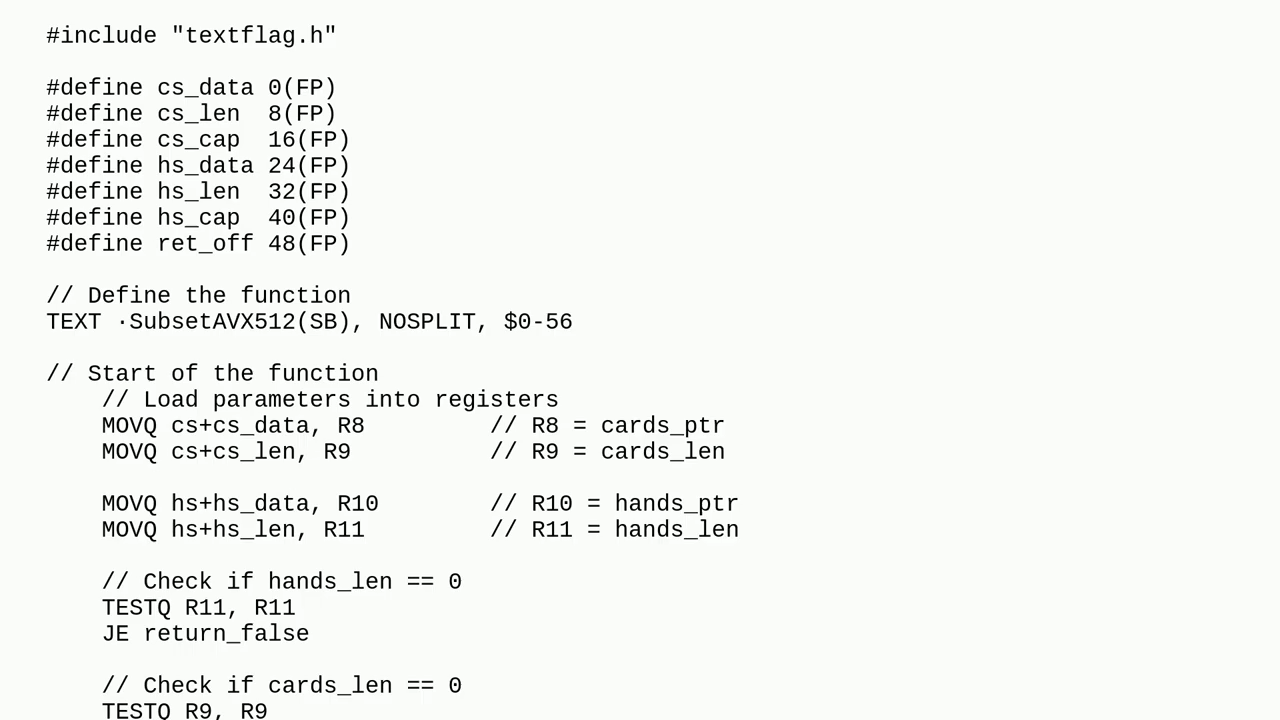 #include "textflag.h"

#define cs_data 0(FP)
#define cs_len  8(FP)
#define cs_cap  16(FP)
#define hs_data 24(FP)
#define hs_len  32(FP)
#define hs_cap  40(FP)
#define ret_off 48(FP)

// Define the function
TEXT ·SubsetAVX512(SB), NOSPLIT, $0-56

// Start of the function
    // Load parameters into registers
    MOVQ cs+cs_data, R8         // R8 = cards_ptr
    MOVQ cs+cs_len, R9          // R9 = cards_len

    MOVQ hs+hs_data, R10        // R10 = hands_ptr
    MOVQ hs+hs_len, R11         // R11 = hands_len

    // Check if hands_len == 0
    TESTQ R11, R11
    JE return_false

    // Check if cards_len == 0
    TESTQ R9, R9